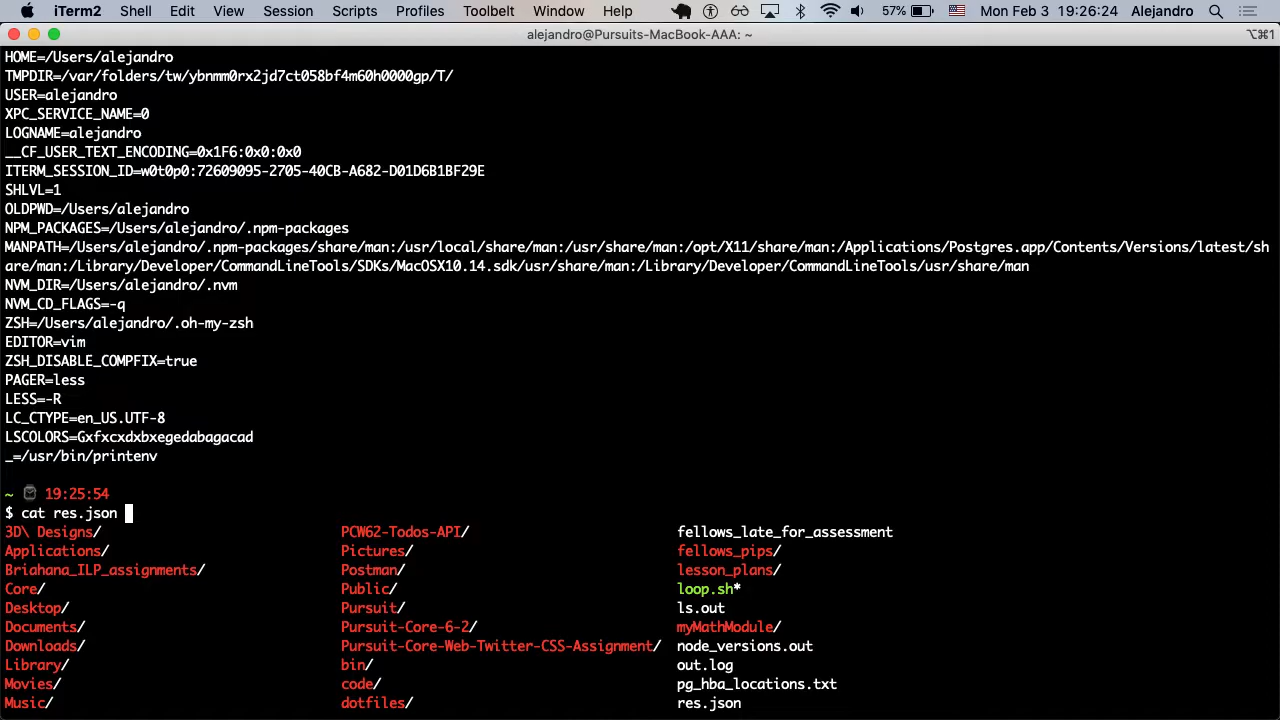 iTerm2 Shell Edit View Session Scripts Profiles Toolbelt Window Help 57% Mon Feb 3 19:26:24 Alejandro
alejandro@Pursuits-MacBook-AAA: ~ ⌥⌘1
HOME=/Users/alejandro
TMPDIR=/var/folders/tw/ybnmm0rx2jd7ct058bf4m60h0000gp/T/
USER=alejandro
XPC_SERVICE_NAME=0
LOGNAME=alejandro
__CF_USER_TEXT_ENCODING=0x1F6:0x0:0x0
ITERM_SESSION_ID=w0t0p0:72609095-2705-40CB-A682-D01D6B1BF29E
SHLVL=1
OLDPWD=/Users/alejandro
NPM_PACKAGES=/Users/alejandro/.npm-packages
MANPATH=/Users/alejandro/.npm-packages/share/man:/usr/local/share/man:/usr/share/man:/opt/X11/share/man:/Applications/Postgres.app/Contents/Versions/latest/sh
are/man:/Library/Developer/CommandLineTools/SDKs/MacOSX10.14.sdk/usr/share/man:/Library/Developer/CommandLineTools/usr/share/man
NVM_DIR=/Users/alejandro/.nvm
NVM_CD_FLAGS=-q
ZSH=/Users/alejandro/.oh-my-zsh
EDITOR=vim
ZSH_DISABLE_COMPFIX=true
PAGER=less
LESS=-R
LC_CTYPE=en_US.UTF-8
LSCOLORS=Gxfxcxdxbxegedabagacad
_=/usr/bin/printenv
~ 19:25:54
$ cat res.json
3D\ Designs/ PCW62-Todos-API/ fellows_late_for_assessment
Applications/ Pictures/ fellows_pips/
Briahana_ILP_assignments/ Postman/ lesson_plans/
Core/ Public/ loop.sh*
Desktop/ Pursuit/ ls.out
Documents/ Pursuit-Core-6-2/ myMathModule/
Downloads/ Pursuit-Core-Web-Twitter-CSS-Assignment/ node_versions.out
Library/ bin/ out.log
Movies/ code/ pg_hba_locations.txt
Music/ dotfiles/ res.json